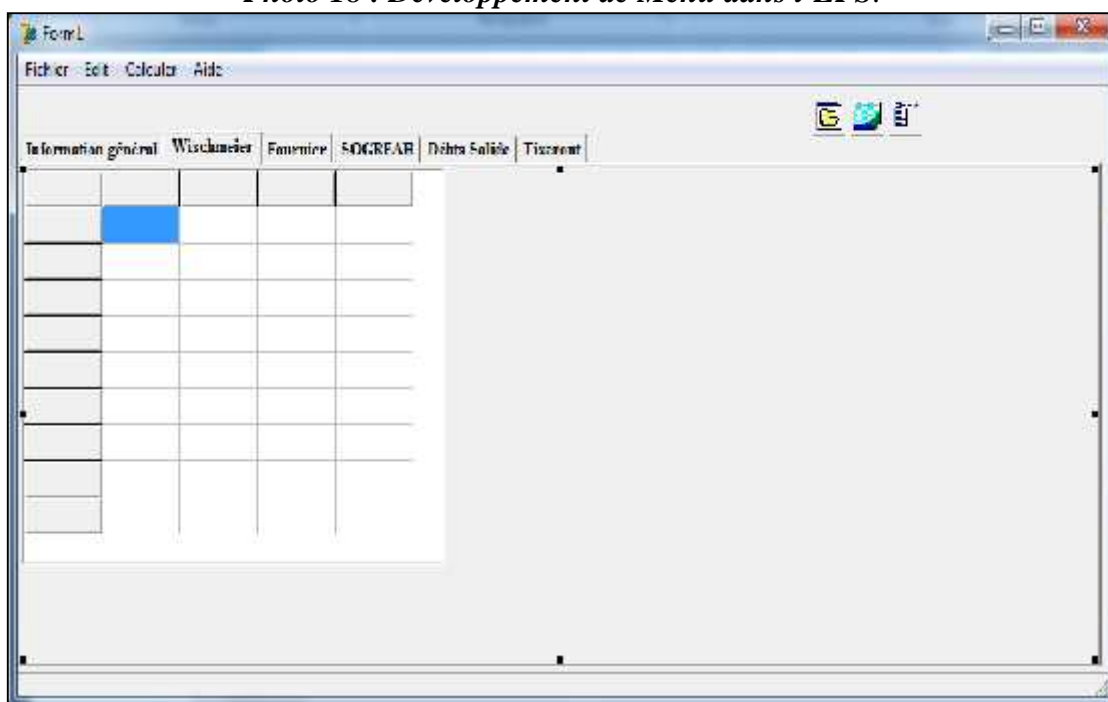 Photo 18 : Développement de Menu dans l'EPS.
Form1
Fichier Edit Calculer Aide
Information général Wischmeier Fournier SOGREAH Débts Solide Tixeront